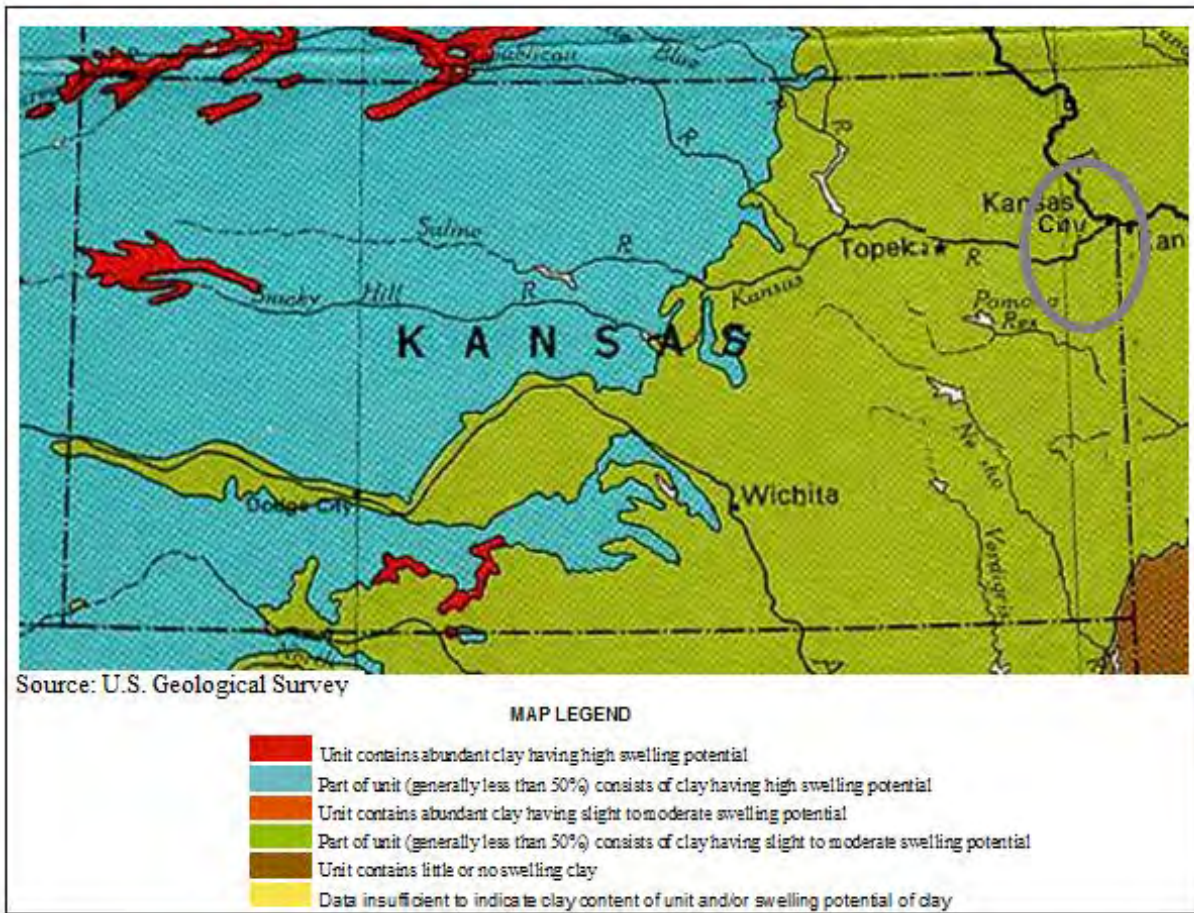 Republican
Blue
R.
R.
R.
Kansas
City
Kan
Saline
R.
Topeka
R.
Smoky Hill R
Kansas
Pomona
Res
KANSAS
Neosho
Dodge City
Wichita
Verdigris
Source: U.S. Geological Survey
MAP LEGEND
Unit contains abundant clay having high swelling potential
Part of unit (generally less than 50%) consists of clay having high swelling potential
Unit contains abundant clay having slight to moderate swelling potential
Part of unit (generally less than 50%) consists of clay having slight to moderate swelling potential
Unit contains little or no swelling clay
Data insufficient to indicate clay content of unit and/or swelling potential of clay